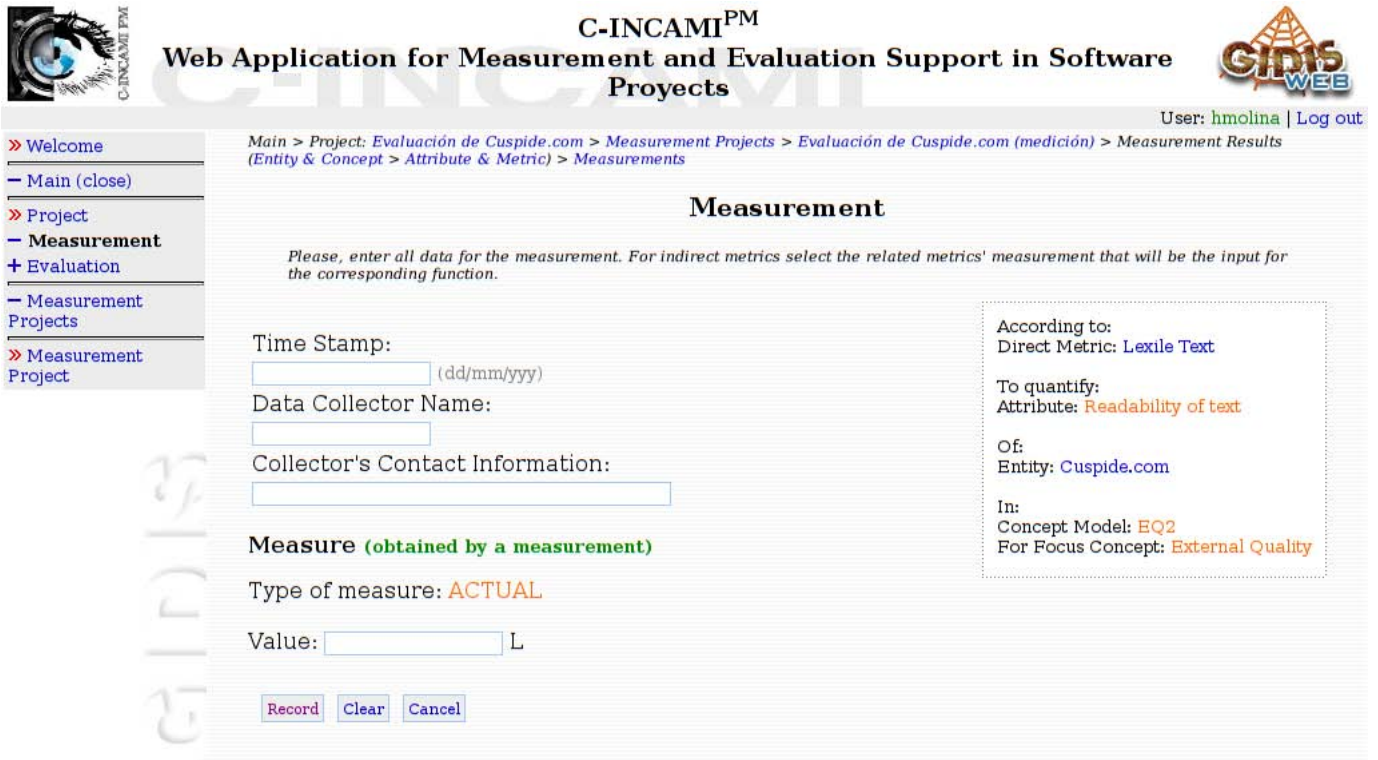 C-INCAMI PM
C-INCAMIPM
Web Application for Measurement and Evaluation Support in Software
Proyects
C-INCAMI
GIDIS
WEB
User: hmolina | Log out
» Welcome
− Main (close)
» Project
− Measurement
+ Evaluation
− Measurement
Projects
» Measurement
Project
GIDIS
Main > Project: Evaluación de Cuspide.com > Measurement Projects > Evaluación de Cuspide.com (medición) > Measurement Results
(Entity & Concept > Attribute & Metric) > Measurements
Measurement
Please, enter all data for the measurement. For indirect metrics select the related metrics' measurement that will be the input for
the corresponding function.
Time Stamp:
(dd/mm/yyy)
Data Collector Name:
Collector's Contact Information:
Measure (obtained by a measurement)
Type of measure: ACTUAL
Value: L
Record Clear Cancel
According to:
Direct Metric: Lexile Text
To quantify:
Attribute: Readability of text
Of:
Entity: Cuspide.com
In:
Concept Model: EQ2
For Focus Concept: External Quality